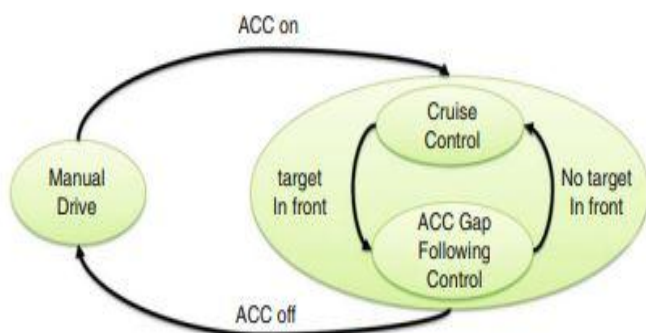 ACC on
Cruise
Control
Manual
Drive
target
In front
No target
In front
ACC Gap
Following
Control
ACC off